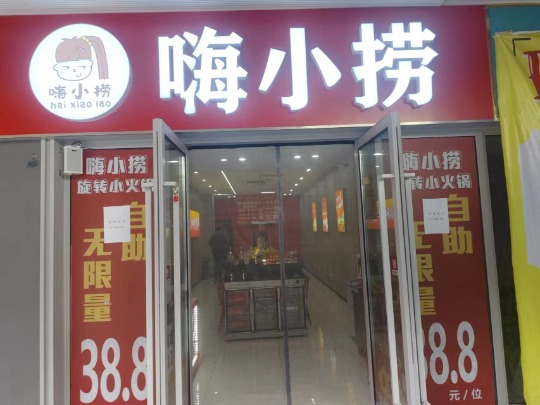 嗨小捞
hai xiao lao
嗨小捞
嗨小捞
旋转小火锅
自助
无限量
38.8
嗨小捞
旋转小火锅
自助
无限量
38.8
元/位